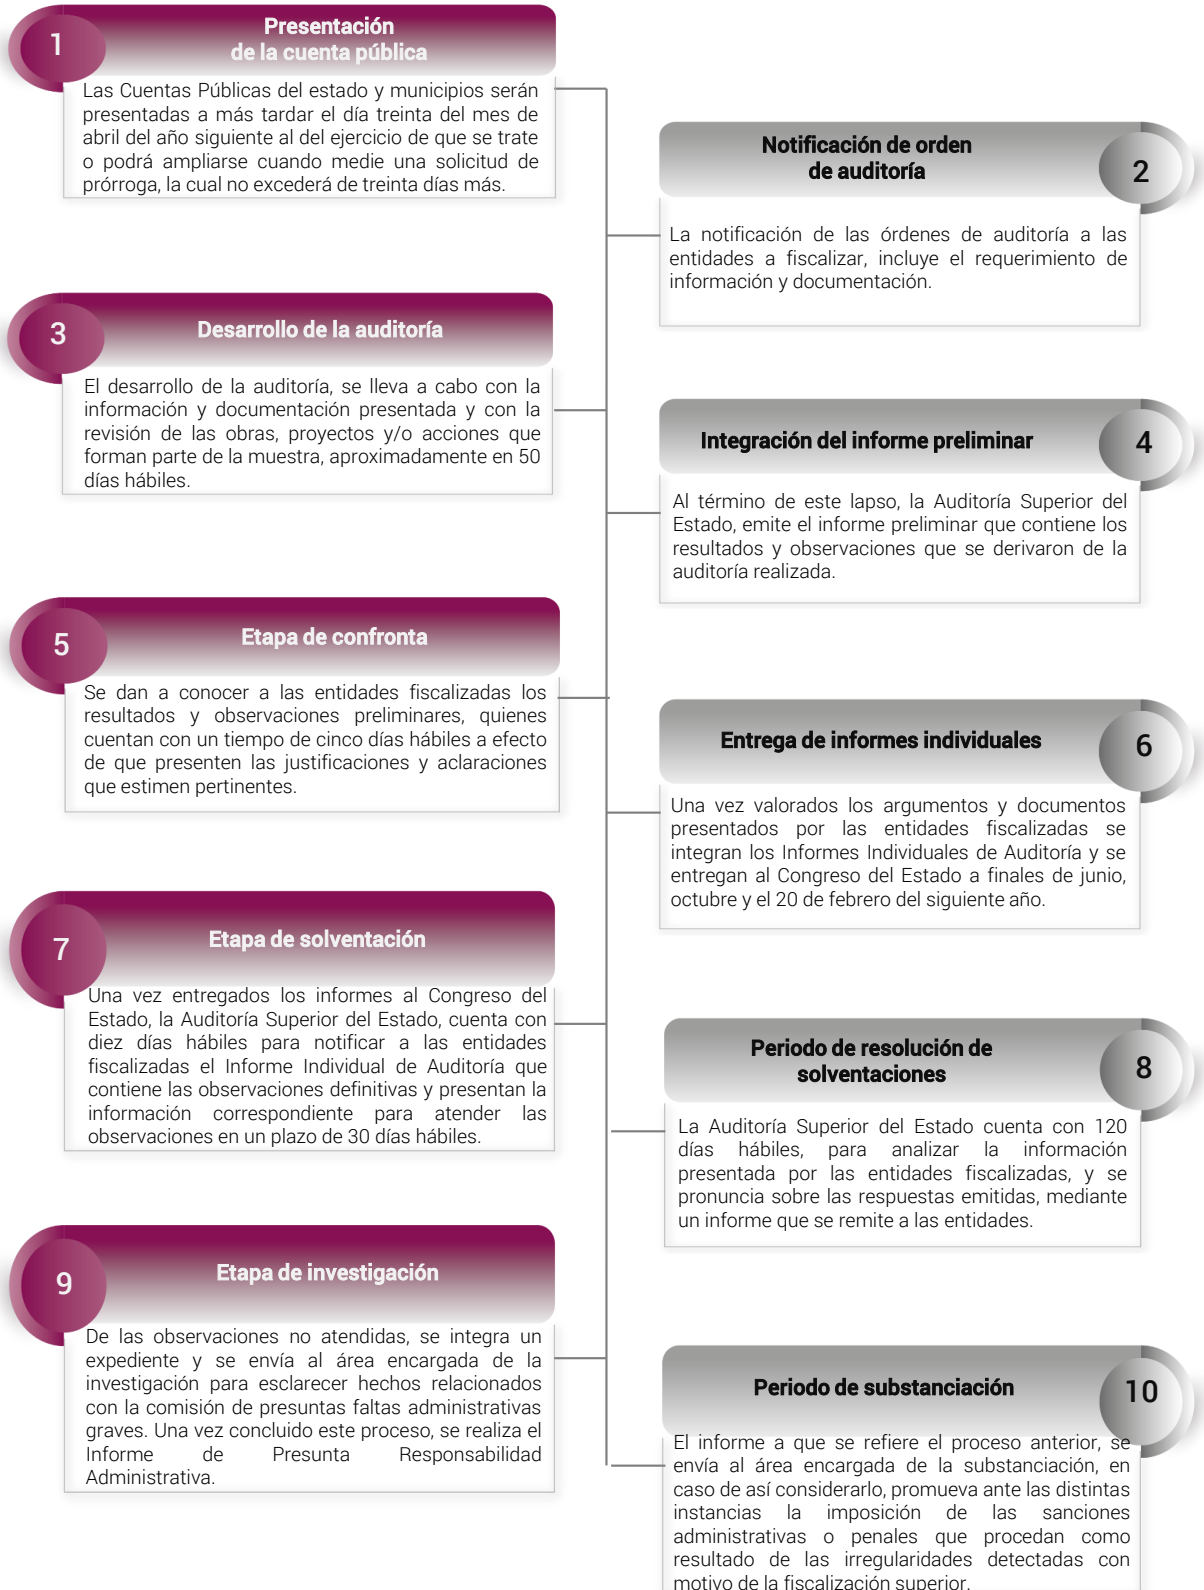 1
Presentación
de la cuenta pública
Las Cuentas Públicas del estado y municipios serán
presentadas a más tardar el día treinta del mes de
abril del año siguiente al del ejercicio de que se trate
o podrá ampliarse cuando medie una solicitud de
prórroga, la cual no excederá de treinta días más.
Notificación de orden
de auditoría
2
La notificación de las órdenes de auditoría a las
entidades a fiscalizar, incluye el requerimiento de
información y documentación.
3
Desarrollo de la auditoría
El desarrollo de la auditoría, se lleva a cabo con la
información y documentación presentada y con la
revisión de las obras, proyectos y/o acciones que
forman parte de la muestra, aproximadamente en 50
días hábiles.
Integración del informe preliminar
4
Al término de este lapso, la Auditoría Superior del
Estado, emite el informe preliminar que contiene los
resultados y observaciones que se derivaron de la
auditoría realizada.
5
Etapa de confronta
Se dan a conocer a las entidades fiscalizadas los
resultados y observaciones preliminares, quienes
cuentan con un tiempo de cinco días hábiles a efecto
de que presenten las justificaciones y aclaraciones
que estimen pertinentes.
Entrega de informes individuales
6
Una vez valorados los argumentos y documentos
presentados por las entidades fiscalizadas se
integran los Informes Individuales de Auditoría y se
entregan al Congreso del Estado a finales de junio,
octubre y el 20 de febrero del siguiente año.
7
Etapa de solventación
Una vez entregados los informes al Congreso del
Estado, la Auditoría Superior del Estado, cuenta con
diez días hábiles para notificar a las entidades
fiscalizadas el Informe Individual de Auditoría que
contiene las observaciones definitivas y presentan la
información correspondiente para atender las
observaciones en un plazo de 30 días hábiles.
Periodo de resolución de
solventaciones
8
La Auditoría Superior del Estado cuenta con 120
días hábiles, para analizar la información
presentada por las entidades fiscalizadas, y se
pronuncia sobre las respuestas emitidas, mediante
un informe que se remite a las entidades.
9
Etapa de investigación
De las observaciones no atendidas, se integra un
expediente y se envía al área encargada de la
investigación para esclarecer hechos relacionados
con la comisión de presuntas faltas administrativas
graves. Una vez concluido este proceso, se realiza el
Informe de Presunta Responsabilidad
Administrativa.
Periodo de substanciación
10
El informe a que se refiere el proceso anterior, se
envía al área encargada de la substanciación, en
caso de así considerarlo, promueva ante las distintas
instancias la imposición de las sanciones
administrativas o penales que procedan como
resultado de las irregularidades detectadas con
motivo de la fiscalización superior.